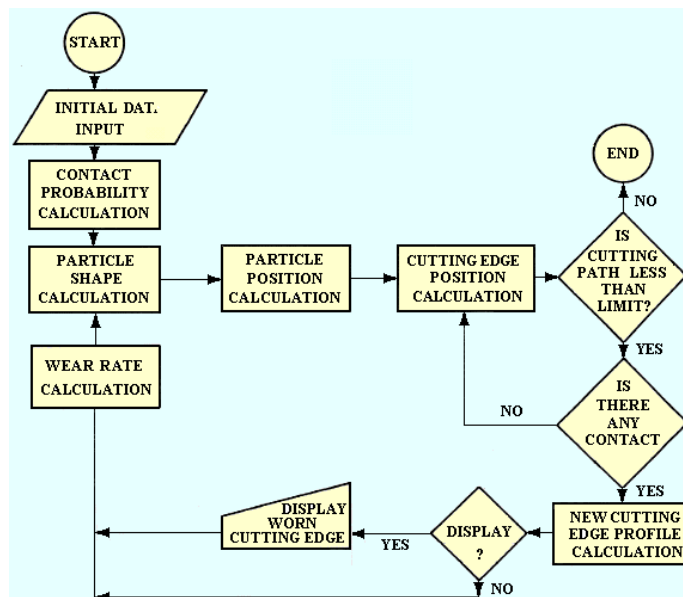 START
INITIAL DAT.
INPUT
CONTACT
PROBABILITY
CALCULATION
PARTICLE
SHAPE
CALCULATION
PARTICLE
POSITION
CALCULATION
CUTTING EDGE
POSITION
CALCULATION
IS
CUTTING
PATH LESS
THAN
LIMIT?
NO
END
YES
IS
THERE
ANY
CONTACT
NO
YES
NEW CUTTING
EDGE PROFILE
CALCULATION
DISPLAY
?
YES
NO
DISPLAY
WORN
CUTTING EDGE
WEAR RATE
CALCULATION